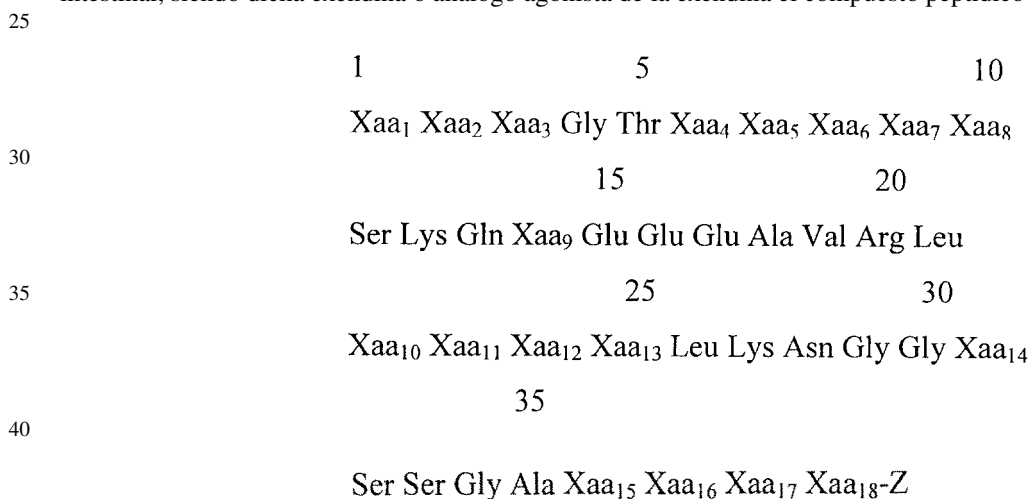 intestinal, siendo dicha exendina o análogo agonista de la exendina el compuesto peptídico
25
1 5 10
Xaa₁ Xaa₂ Xaa₃ Gly Thr Xaa₄ Xaa₅ Xaa₆ Xaa₇ Xaa₈
30
15 20
Ser Lys Gln Xaa₉ Glu Glu Glu Ala Val Arg Leu
35
25 30
Xaa₁₀ Xaa₁₁ Xaa₁₂ Xaa₁₃ Leu Lys Asn Gly Gly Xaa₁₄
35
40
Ser Ser Gly Ala Xaa₁₅ Xaa₁₆ Xaa₁₇ Xaa₁₈-Z